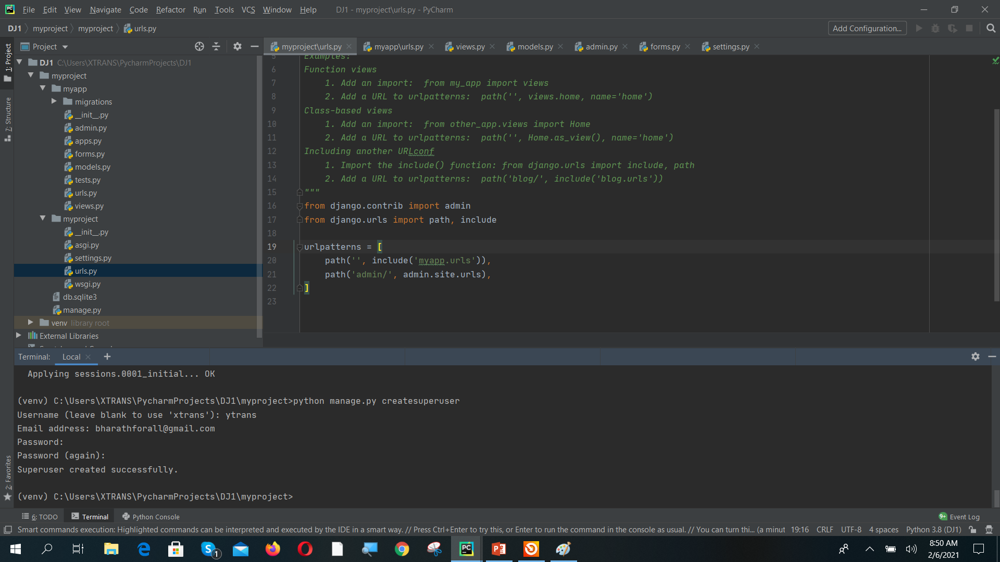 File Edit View Navigate Code Refactor Run Tools VCS Window Help DJ1 - myproject\urls.py - PyCharm
DJ1 myproject myproject urls.py
Add Configuration...
Project
myproject\urls.py myapp\urls.py views.py models.py admin.py forms.py settings.py
1: Project
7: Structure
2: Favorites
DJ1 C:\Users\XTRANS\PycharmProjects\DJ1
myproject
myapp
migrations
__init__.py
admin.py
apps.py
forms.py
models.py
tests.py
urls.py
views.py
myproject
__init__.py
asgi.py
settings.py
urls.py
wsgi.py
db.sqlite3
manage.py
venv library root
External Libraries
5 Examples:
6 Function views
7 1. Add an import:  from my_app import views
8 2. Add a URL to urlpatterns:  path('', views.home, name='home')
9 Class-based views
10 1. Add an import:  from other_app.views import Home
11 2. Add a URL to urlpatterns:  path('', Home.as_view(), name='home')
12 Including another URLconf
13 1. Import the include() function: from django.urls import include, path
14 2. Add a URL to urlpatterns:  path('blog/', include('blog.urls'))
15 """
16 from django.contrib import admin
17 from django.urls import path, include
18
19 urlpatterns = [
20 path('', include('myapp.urls')),
21 path('admin/', admin.site.urls),
22 ]
23
Terminal: Local
Applying sessions.0001_initial... OK
(venv) C:\Users\XTRANS\PycharmProjects\DJ1\myproject>python manage.py createsuperuser
Username (leave blank to use 'xtrans'): ytrans
Email address: bharathforall@gmail.com
Password:
Password (again):
Superuser created successfully.
(venv) C:\Users\XTRANS\PycharmProjects\DJ1\myproject>
6: TODO Terminal Python Console 9+ Event Log
Smart commands execution: Highlighted commands can be interpreted and executed by the IDE in a smart way. // Press Ctrl+Enter to try this, or Enter to run the command in the console as usual. // You can turn thi... (a minut 19:16 CRLF UTF-8 4 spaces Python 3.8 (DJ1)
1
8:50 AM
2/6/2021